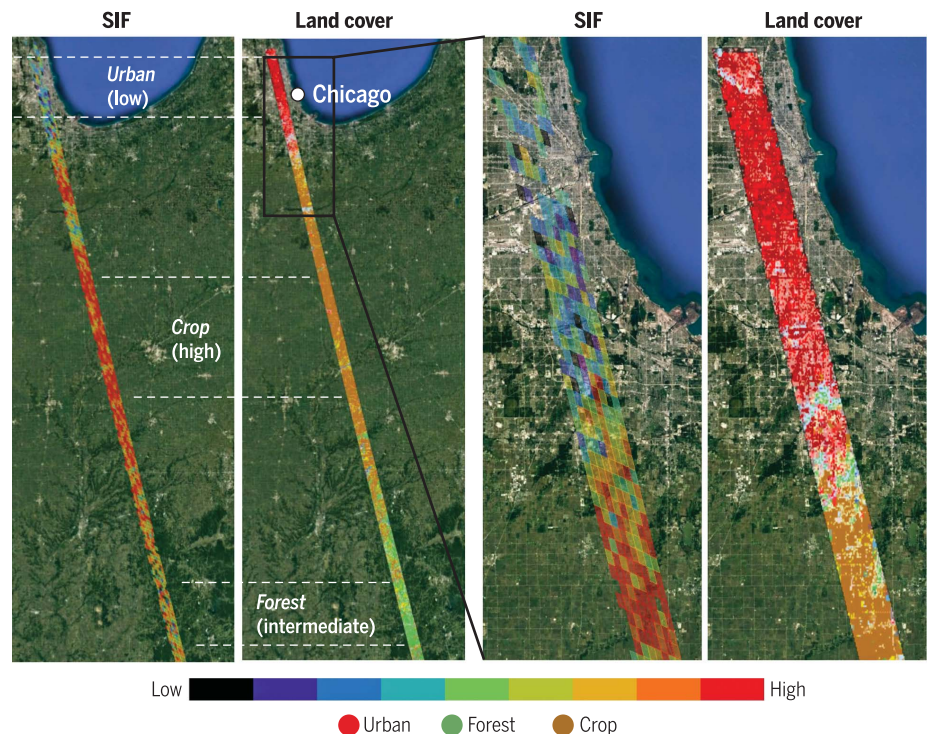 SIF
Land cover
SIF
Land cover
Urban
(low)
Chicago
Crop
(high)
Forest
(intermediate)
Low
High
Urban
Forest
Crop